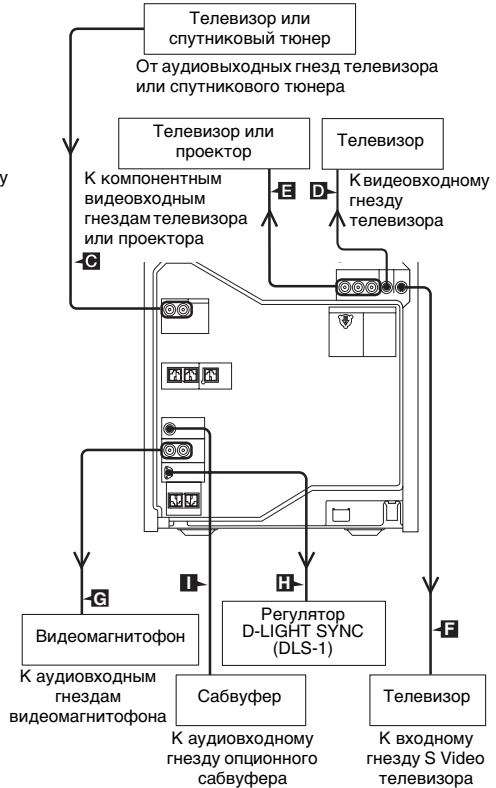 Телевизор или
спутниковый тюнер
От аудиовыходных гнезд телевизора
или спутникового тюнера
Телевизор или
проектор
Телевизор
у
К компонентным
видеовходным
гнездам телевизора
или проектора
E
D
К видеовходному
гнезду
телевизора
C
I
H
G
F
Видеомагнитофон
К аудиовходным
гнездам
видеомагнитофона
Регулятор
D-LIGHT SYNC
(DLS-1)
Сабвуфер
К аудиовходному
гнезду опционного
сабвуфера
Телевизор
К входному
гнезду S Video
телевизора